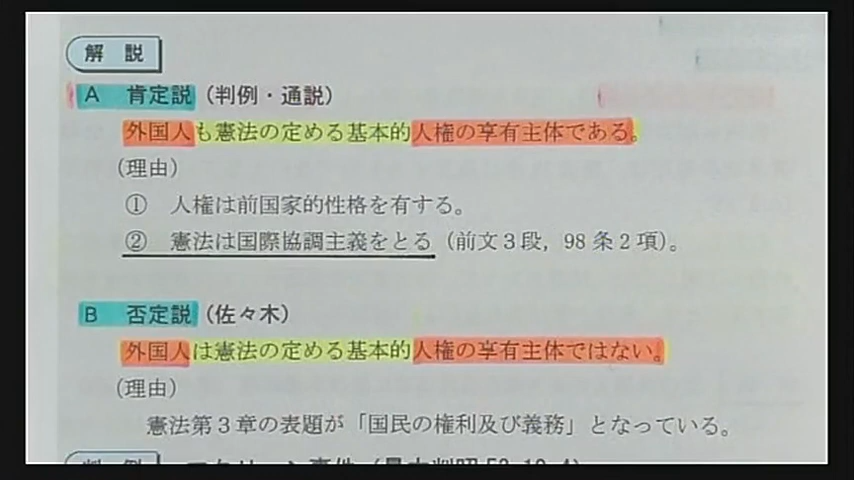 解 説
A 肯定説（判例・通説）
外国人も憲法の定める基本的人権の享有主体である。
（理由）
① 人権は前国家的性格を有する。
② 憲法は国際協調主義をとる（前文３段，98 条２項）。
B 否定説（佐々木）
外国人は憲法の定める基本的人権の享有主体ではない。
（理由）
憲法第３章の表題が「国民の権利及び義務」となっている。